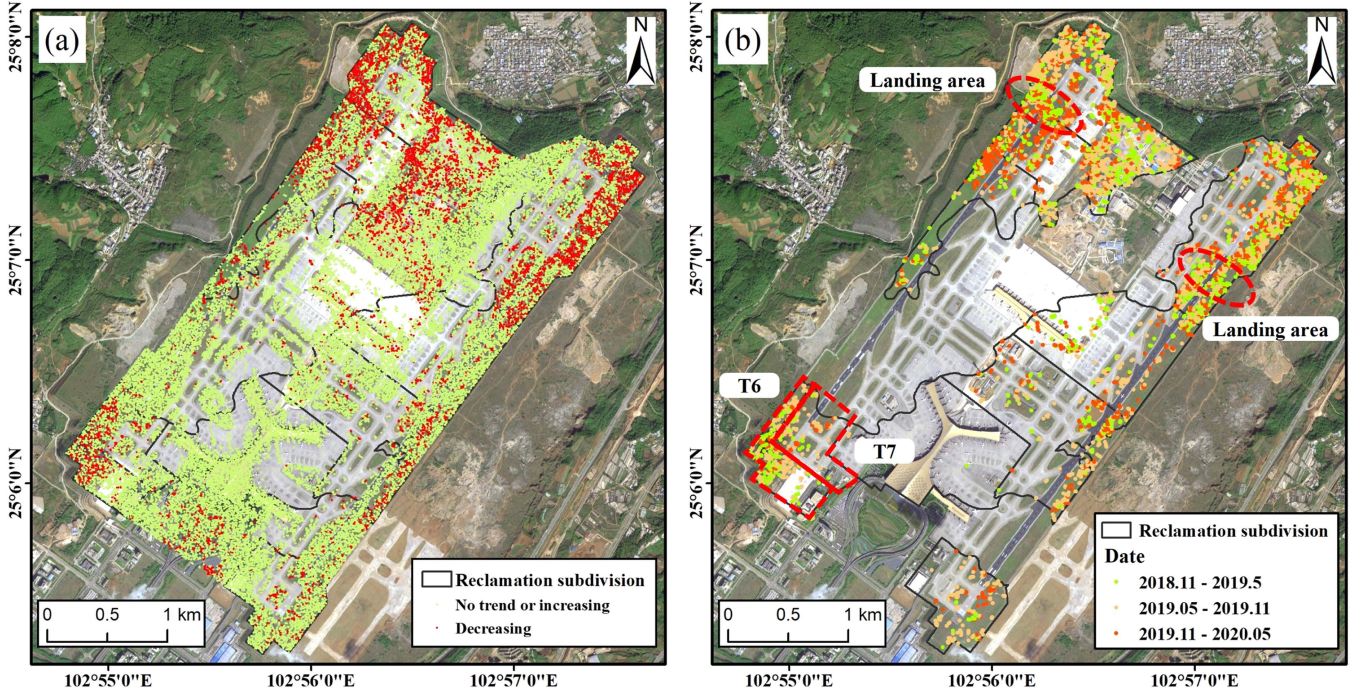 (a)
N
25°8'0"N
25°7'0"N
25°6'0"N
Reclamation subdivision
No trend or increasing
Decreasing
0 0.5 1 km
102°55'0"E 102°56'0"E 102°57'0"E
(b)
N
25°8'0"N
25°7'0"N
25°6'0"N
Landing area
Landing area
T6
T7
Reclamation subdivision
Date
2018.11 - 2019.5
2019.05 - 2019.11
2019.11 - 2020.05
0 0.5 1 km
102°55'0"E 102°56'0"E 102°57'0"E